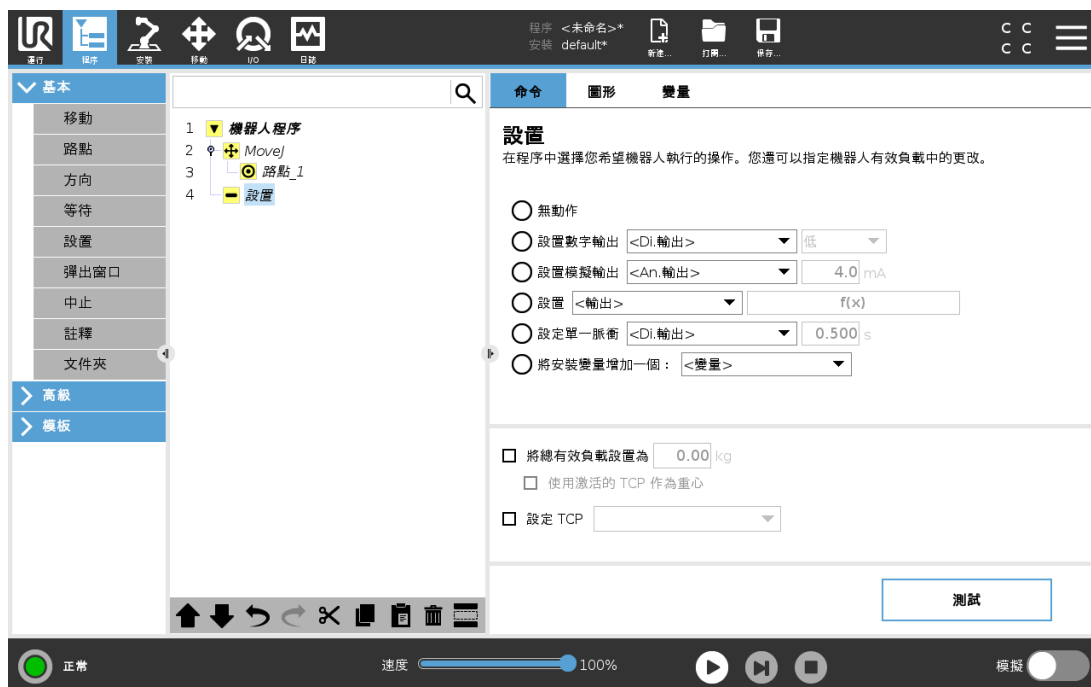 程序 <未命名>*
安裝 default*
運行 程序 安裝 移動 I/O 日誌 新建... 打開... 保存...
C C
C C
基本
移動
路點
方向
等待
設置
彈出窗口
中止
註釋
文件夾
高級
模板
1 機器人程序
2 MoveJ
3 路點_1
4 設置
命令 圖形 變量
設置
在程序中選擇您希望機器人執行的操作。您還可以指定機器人有效負載中的更改。
無動作
設置數字輸出 <Di.輸出> 低
設置模擬輸出 <An.輸出> 4.0 mA
設置 <輸出> f(x)
設定單一脈衝 <Di.輸出> 0.500 s
將安裝變量增加一個： <變量>
將總有效負載設置為 0.00 kg
使用激活的 TCP 作為重心
設定 TCP
測試
正常 速度 100% 模擬